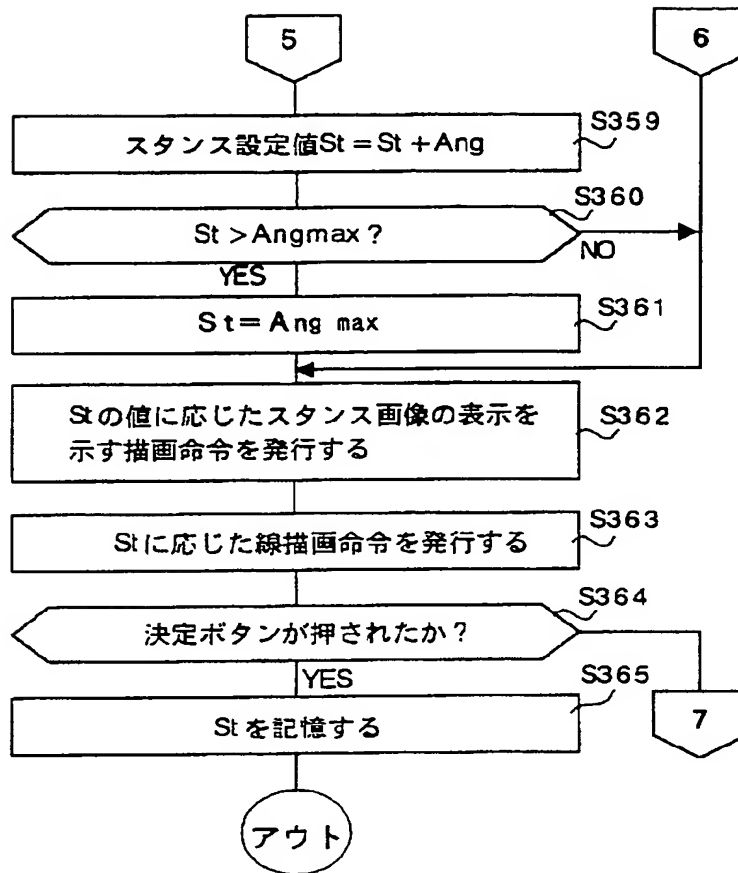 5
6
スタンス設定値St=St+Ang
S359
S360
St>Angmax?
NO
YES
St=Ang max
S361
Stの値に応じたスタンス画像の表示を
示す描画命令を発行する
S362
Stに応じた線描画命令を発行する
S363
S364
決定ボタンが押されたか?
YES
S365
Stを記憶する
7
アウト